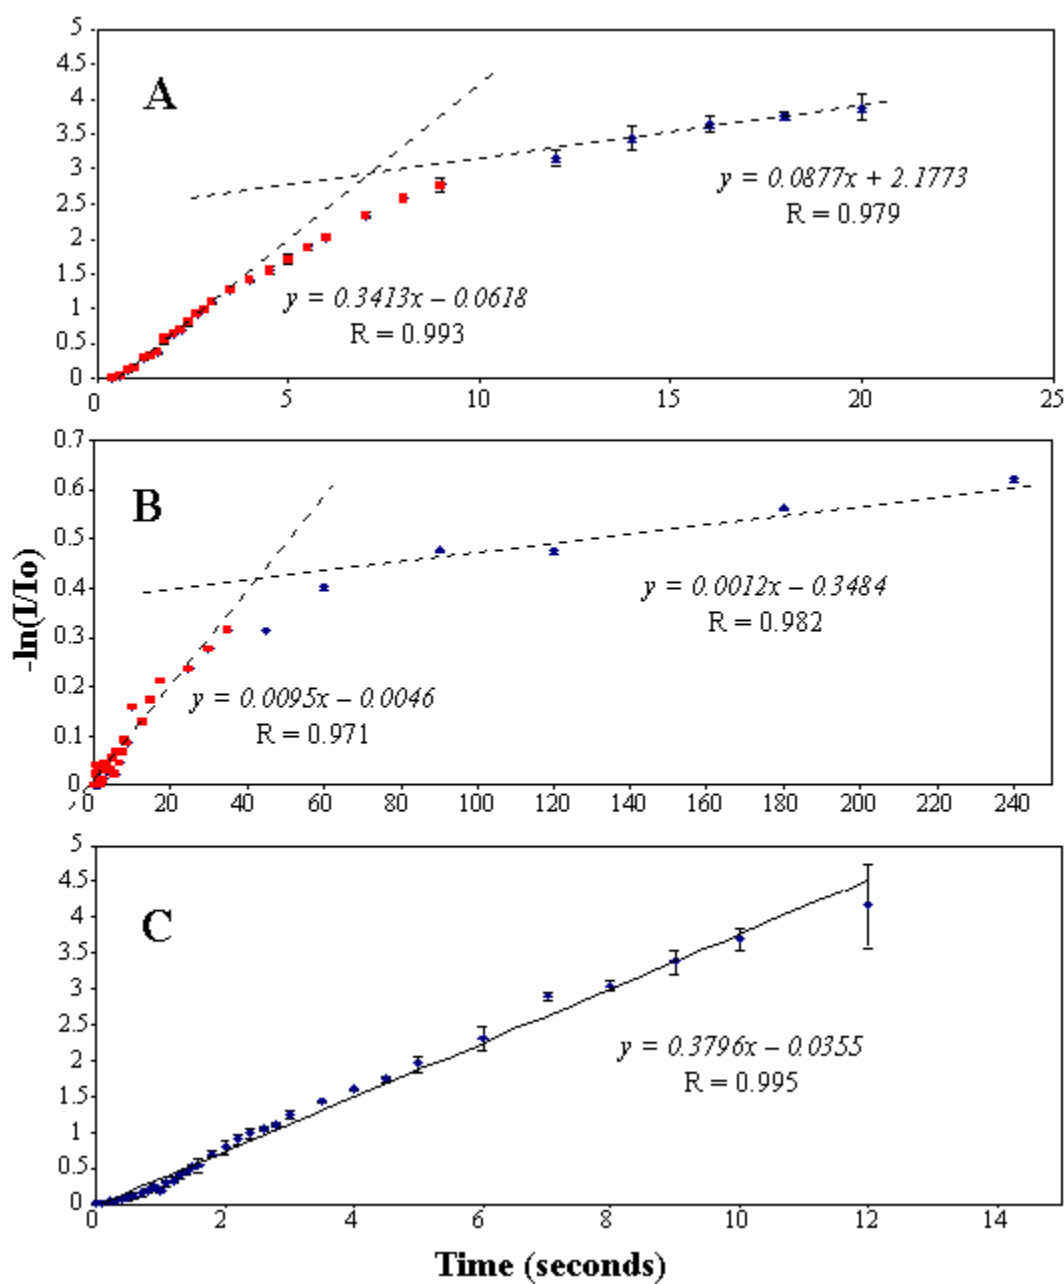 A
5
4.5
4
3.5
3
2.5
2
1.5
1
0.5
0
y = 0.0877x + 2.1773
R = 0.979
y = 0.3413x – 0.0618
R = 0.993
0 5 10 15 20 25
B
0.7
0.6
0.5
0.4
0.3
0.2
0.1
0
y = 0.0012x – 0.3484
R = 0.982
y = 0.0095x – 0.0046
R = 0.971
0 20 40 60 80 100 120 140 160 180 200 220 240
-ln(I/Io)
C
5
4.5
4
3.5
3
2.5
2
1.5
1
0.5
0
y = 0.3796x – 0.0355
R = 0.995
0 2 4 6 8 10 12 14
Time (seconds)